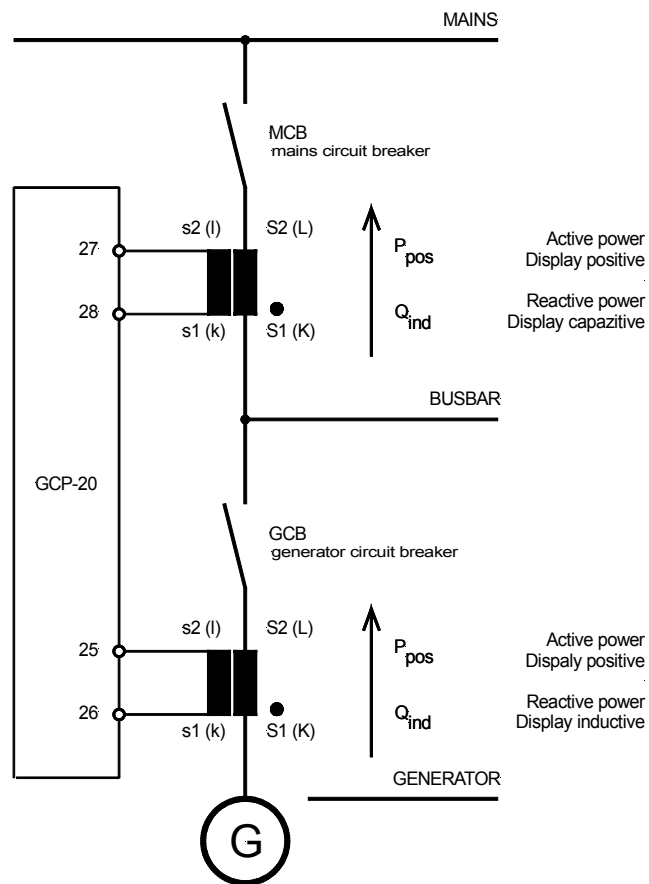 MAINS
MCB
mains circuit breaker
s2 (l)
S2 (L)
27
28
s1 (k)
S1 (K)
P pos
Active power
Display positive
Q ind
Reactive power
Display capazitive
BUSBAR
GCP-20
GCB
generator circuit breaker
s2 (l)
S2 (L)
25
26
s1 (k)
S1 (K)
P pos
Active power
Dispaly positive
Q ind
Reactive power
Display inductive
GENERATOR
G